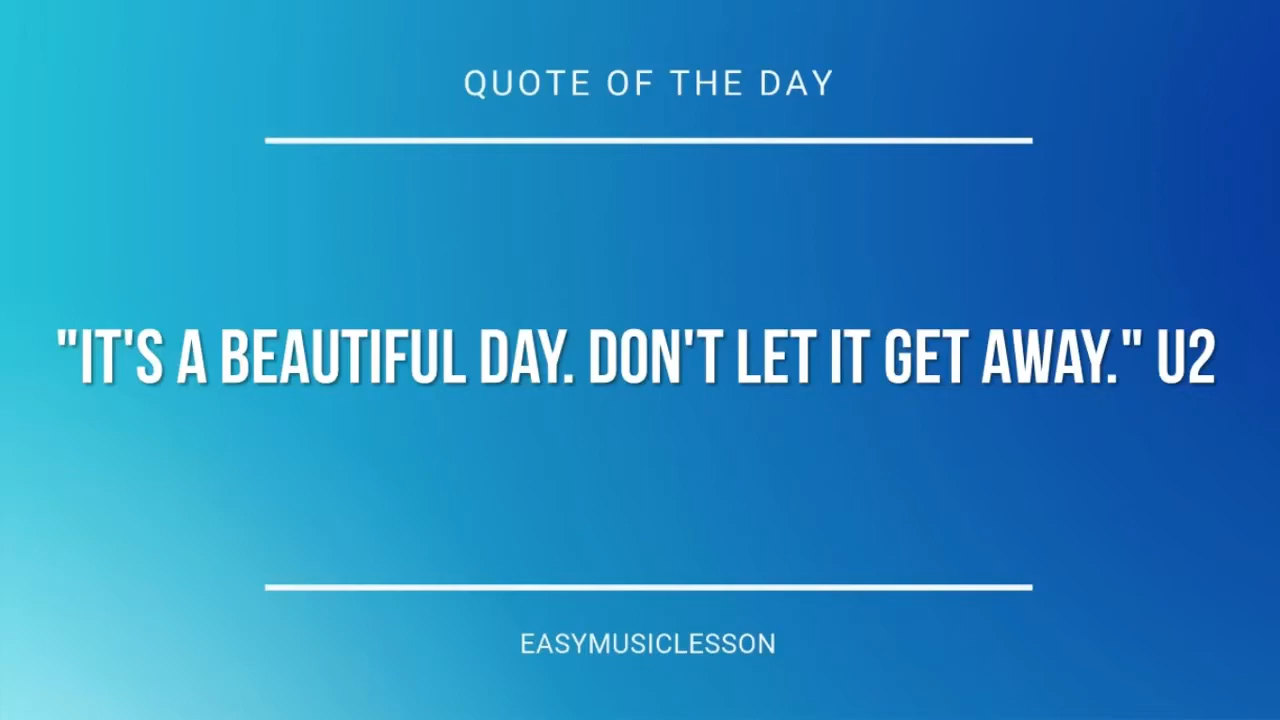 QUOTE OF THE DAY
"IT'S A BEAUTIFUL DAY. DON'T LET IT GET AWAY." U2
EASYMUSICLESSON